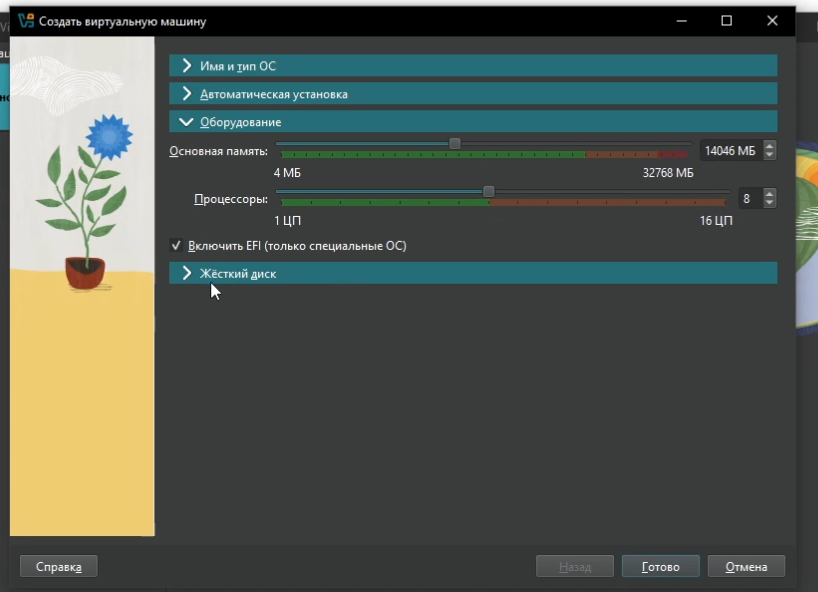 Создать виртуальную машину
Имя и тип ОС
Автоматическая установка
Оборудование
Основная память:
14046 МБ
4 МБ
32768 МБ
Процессоры:
8
1 ЦП
16 ЦП
Включить EFI (только специальные ОС)
Жёсткий диск
Справка
Назад
Готово
Отмена